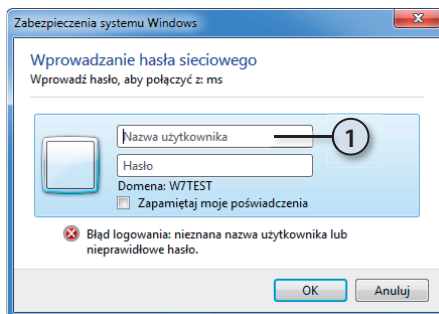 Zabezpieczenia systemu Windows
Wprowadzanie hasła sieciowego
Wprowadź hasło, aby połączyć z: ms
Nazwa użytkownika
1
Hasło
Domena: W7TEST
Zapamiętaj moje poświadczenia
Błąd logowania: nieznana nazwa użytkownika lub
nieprawidłowe hasło.
OK
Anuluj